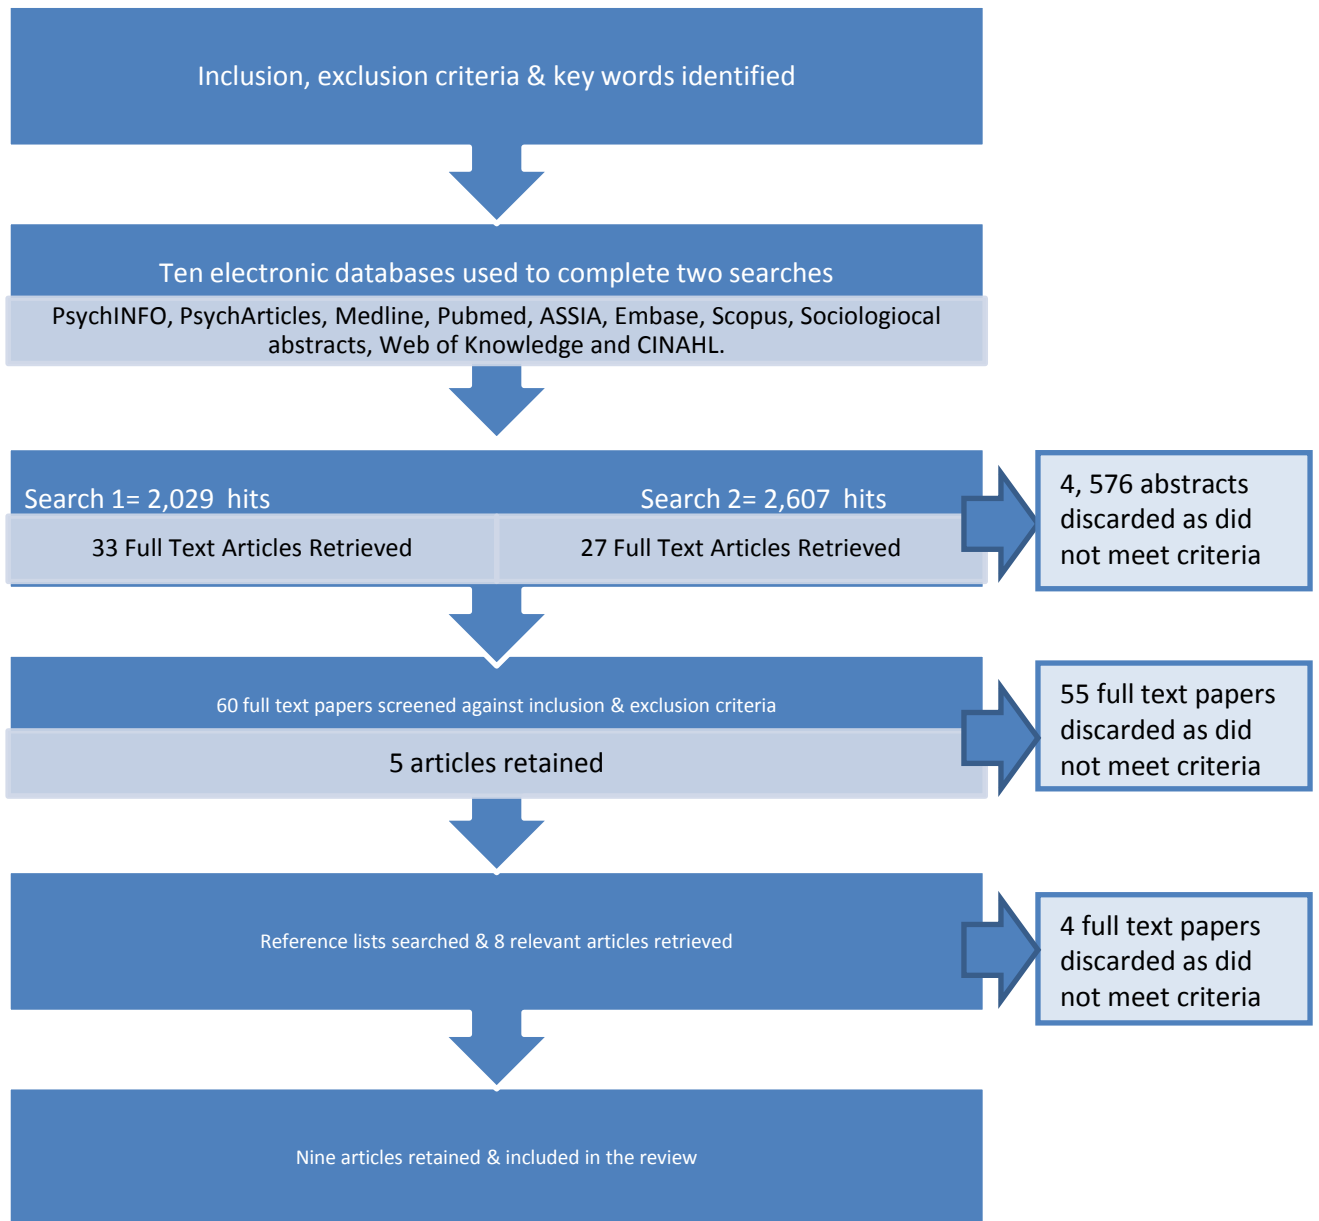 Inclusion, exclusion criteria & key words identified
Ten electronic databases used to complete two searches
PsychINFO, PsychArticles, Medline, Pubmed, ASSIA, Embase, Scopus, Sociologiocal
abstracts, Web of Knowledge and CINAHL.
Search 1= 2,029 hits
Search 2= 2,607 hits
33 Full Text Articles Retrieved
27 Full Text Articles Retrieved
4, 576 abstracts
discarded as did
not meet criteria
60 full text papers screened against inclusion & exclusion criteria
5 articles retained
55 full text papers
discarded as did
not meet criteria
Reference lists searched & 8 relevant articles retrieved
4 full text papers
discarded as did
not meet criteria
Nine articles retained & included in the review